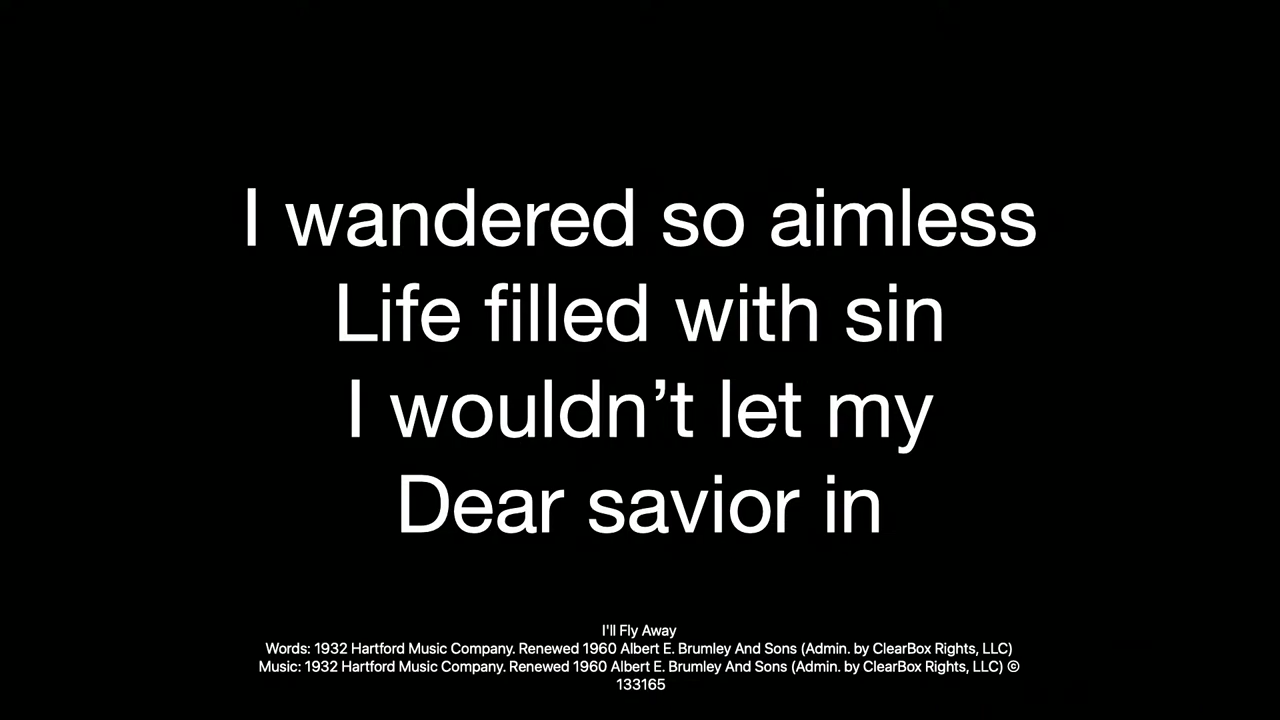 I wandered so aimless
Life filled with sin
I wouldn’t let my
Dear savior in
I'll Fly Away
Words: 1932 Hartford Music Company. Renewed 1960 Albert E. Brumley And Sons (Admin. by ClearBox Rights, LLC)
Music: 1932 Hartford Music Company. Renewed 1960 Albert E. Brumley And Sons (Admin. by ClearBox Rights, LLC) ©
133165